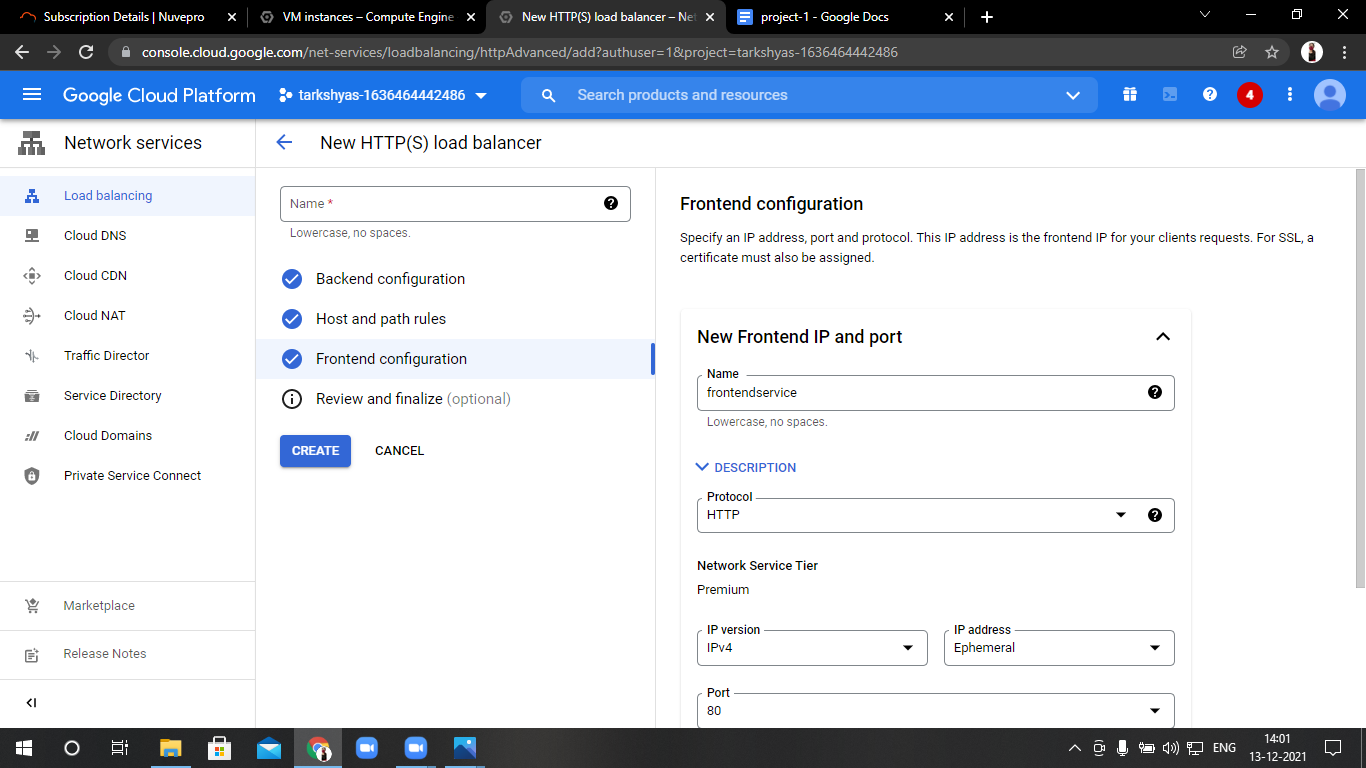 Subscription Details | Nuvepro
VM instances – Compute Engine
New HTTP(S) load balancer – Net
project-1 - Google Docs
console.cloud.google.com/net-services/loadbalancing/httpAdvanced/add?authuser=1&project=tarkshyas-1636464442486
Google Cloud Platform
tarkshyas-1636464442486
Search products and resources
4
Network services
New HTTP(S) load balancer
Load balancing
Cloud DNS
Cloud CDN
Cloud NAT
Traffic Director
Service Directory
Cloud Domains
Private Service Connect
Marketplace
Release Notes
Name *
Lowercase, no spaces.
Backend configuration
Host and path rules
Frontend configuration
Review and finalize (optional)
CREATE
CANCEL
Frontend configuration
Specify an IP address, port and protocol. This IP address is the frontend IP for your clients requests. For SSL, a
certificate must also be assigned.
New Frontend IP and port
Name
frontendservice
Lowercase, no spaces.
DESCRIPTION
Protocol
HTTP
Network Service Tier
Premium
IP version
IPv4
IP address
Ephemeral
Port
80
ENG
14:01
13-12-2021